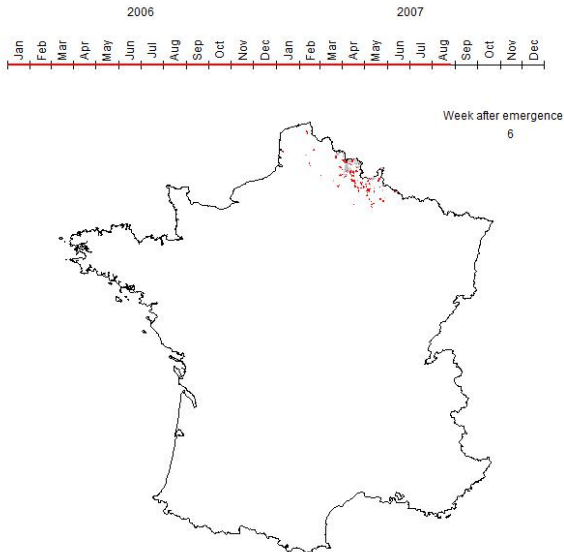 2006 2007
Jan Feb Mar Apr May Jun Jul Aug Sep Oct Nov Dec Jan Feb Mar Apr May Jun Jul Aug Sep Oct Nov Dec
Week after emergence
6